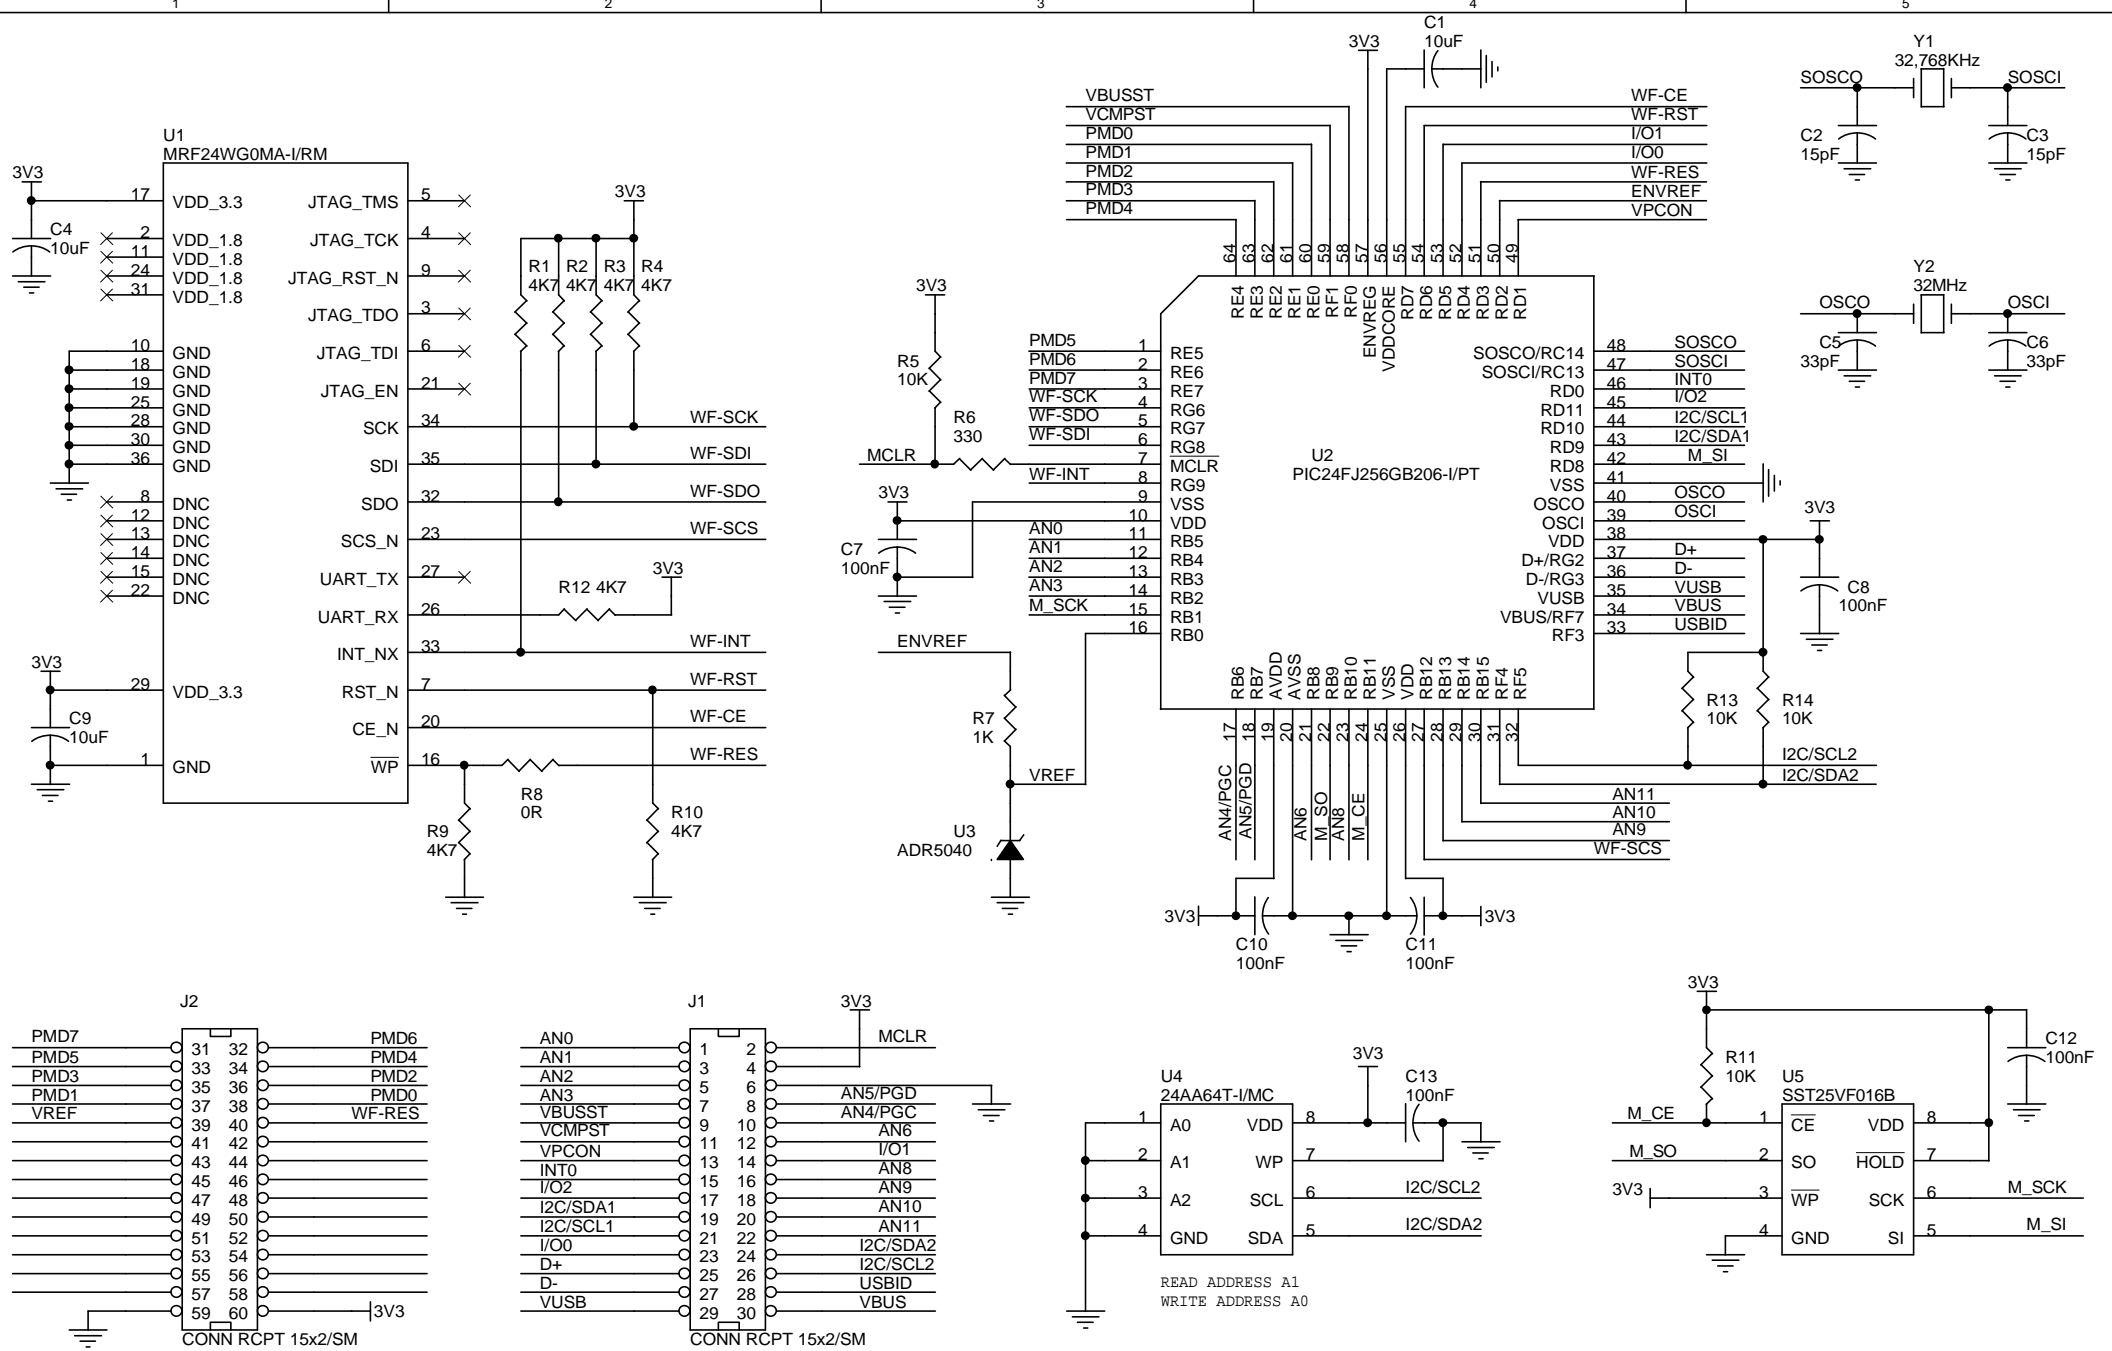 1 2 3 4 5
U1
MRF24WG0MA-I/RM
3V3
C4
10uF
17 VDD_3.3
2 VDD_1.8
11 VDD_1.8
24 VDD_1.8
31 VDD_1.8
10 GND
18 GND
19 GND
25 GND
28 GND
30 GND
36 GND
8 DNC
12 DNC
13 DNC
14 DNC
15 DNC
22 DNC
3V3
C9
10uF
29 VDD_3.3
1 GND
JTAG_TMS 5
JTAG_TCK 4
JTAG_RST_N 9
JTAG_TDO 3
JTAG_TDI 6
JTAG_EN 21
SCK 34 WF-SCK
SDI 35 WF-SDI
SDO 32 WF-SDO
SCS_N 23 WF-SCS
UART_TX 27
UART_RX 26
INT_NX 33 WF-INT
RST_N 7 WF-RST
CE_N 20 WF-CE
WP 16 WF-RES
3V3
R1 R2 R3 R4
4K7 4K7 4K7 4K7
R12 4K7
3V3
R8
0R
R9
4K7
R10
4K7
3V3
C1
10uF
VBUSST
VCMPST
PMD0
PMD1
PMD2
PMD3
PMD4
WF-CE
WF-RST
I/O1
I/O0
WF-RES
ENVREF
VPCON
64 63 62 61 60 59 58 57 56 55 54 53 52 51 50 49
RE4 RE3 RE2 RE1 RE0 RF1 RF0 ENVREG VDDCORE RD7 RD6 RD5 RD4 RD3 RD2 RD1
3V3
R5
10K
R6
330
MCLR
3V3
C7
100nF
PMD5 1 RE5
PMD6 2 RE6
PMD7 3 RE7
WF-SCK 4 RG6
WF-SDO 5 RG7
WF-SDI 6 RG8
7 MCLR
WF-INT 8 RG9
9 VSS
10 VDD
AN0 11 RB5
AN1 12 RB4
AN2 13 RB3
AN3 14 RB2
M_SCK 15 RB1
16 RB0
U2
PIC24FJ256GB206-I/PT
SOSCO/RC14 48 SOSCO
SOSCI/RC13 47 SOSCI
RD0 46 INT0
RD11 45 I/O2
RD10 44 I2C/SCL1
RD9 43 I2C/SDA1
RD8 42 M_SI
VSS 41
OSCO 40 OSCO
OSCI 39 OSCI
VDD 38
D+/RG2 37 D+
D-/RG3 36 D-
VUSB 35 VUSB
VBUS/RF7 34 VBUS
RF3 33 USBID
3V3
C8
100nF
R13
10K
R14
10K
RB6 RB7 AVDD AVSS RB8 RB9 RB10 RB11 VSS VDD RB12 RB13 RB14 RB15 RF4 RF5
17 18 19 20 21 22 23 24 25 26 27 28 29 30 31 32
AN4/PGC
AN5/PGD
AN6
M_SO
AN8
M_CE
I2C/SCL2
I2C/SDA2
AN11
AN10
AN9
WF-SCS
ENVREF
R7
1K
VREF
U3
ADR5040
3V3
C10
100nF
C11
100nF
3V3
Y1
32,768KHz
SOSCO SOSCI
C2
15pF
C3
15pF
Y2
32MHz
OSCO OSCI
C5
33pF
C6
33pF
J2
PMD7 31 32 PMD6
PMD5 33 34 PMD4
PMD3 35 36 PMD2
PMD1 37 38 PMD0
VREF 39 40 WF-RES
41 42
43 44
45 46
47 48
49 50
51 52
53 54
55 56
57 58
59 60 3V3
CONN RCPT 15x2/SM
J1
3V3
AN0 1 2 MCLR
AN1 3 4
AN2 5 6
AN3 7 8 AN5/PGD
VBUSST 9 10 AN4/PGC
VCMPST 11 12 AN6
VPCON 13 14 I/O1
INT0 15 16 AN8
I/O2 17 18 AN9
I2C/SDA1 19 20 AN10
I2C/SCL1 21 22 AN11
I/O0 23 24 I2C/SDA2
D+ 25 26 I2C/SCL2
D- 27 28 USBID
VUSB 29 30 VBUS
CONN RCPT 15x2/SM
U4
24AA64T-I/MC
3V3
C13
100nF
1 A0 VDD 8
2 A1 WP 7
3 A2 SCL 6 I2C/SCL2
4 GND SDA 5 I2C/SDA2
READ ADDRESS A1
WRITE ADDRESS A0
3V3
R11
10K
C12
100nF
U5
SST25VF016B
M_CE 1 CE VDD 8
M_SO 2 SO HOLD 7
3V3 3 WP SCK 6 M_SCK
4 GND SI 5 M_SI